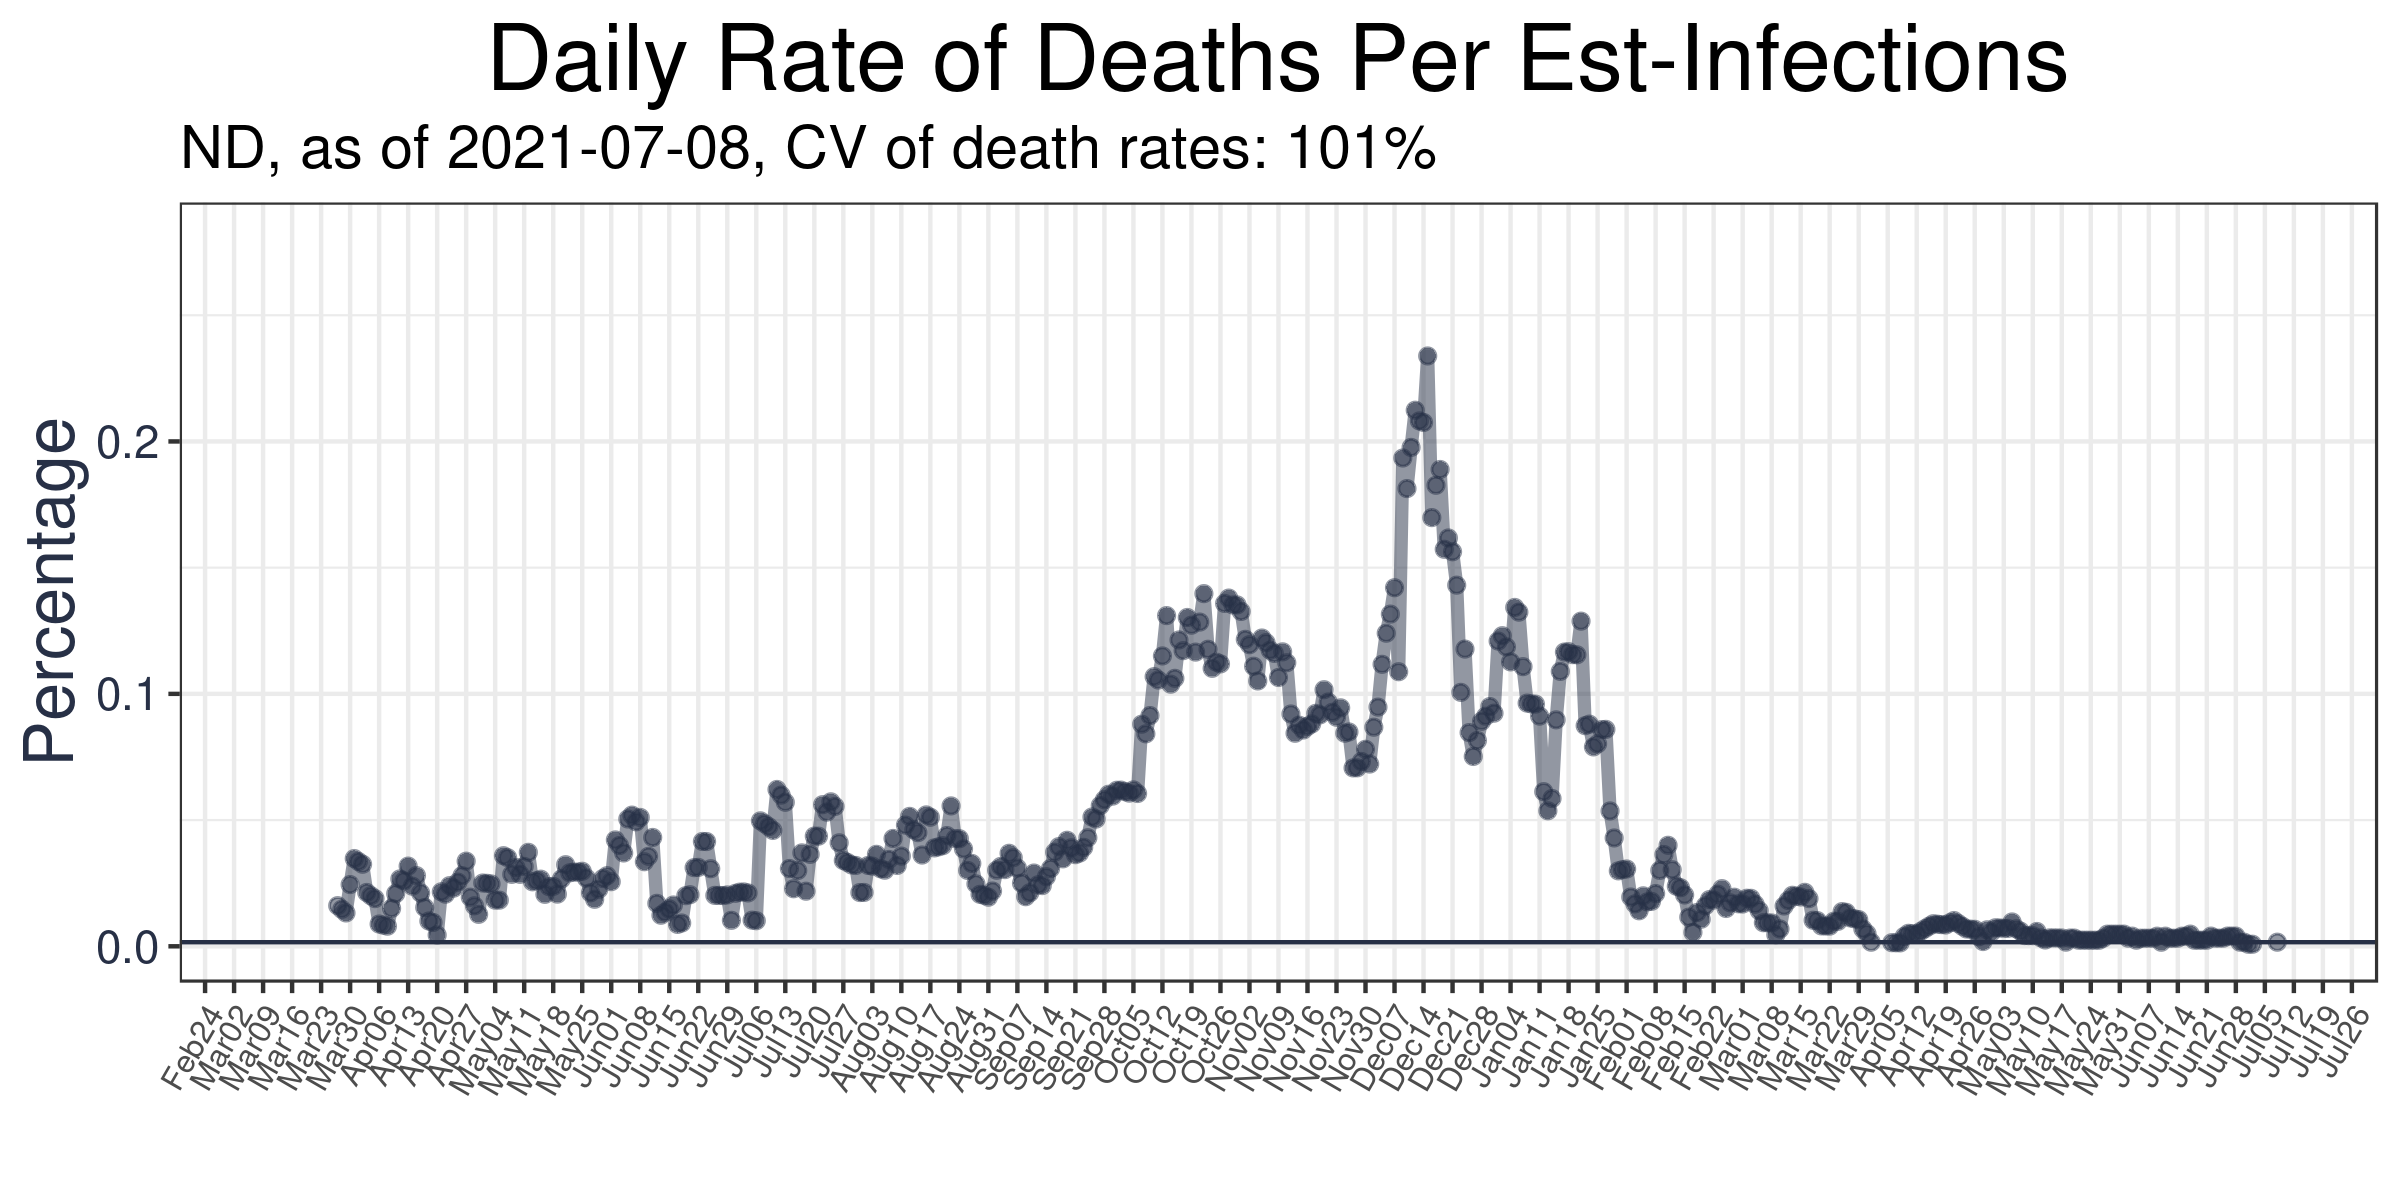 Daily Rate of Deaths Per Est-Infections
ND, as of 2021-07-08, CV of death rates: 101%
Percentage
0.2
0.1
0.0
Feb24
Mar02
Mar09
Mar16
Mar23
Mar30
Apr06
Apr13
Apr20
Apr27
May04
May11
May18
May25
Jun01
Jun08
Jun15
Jun22
Jun29
Jul06
Jul13
Jul20
Jul27
Aug03
Aug10
Aug17
Aug24
Aug31
Sep07
Sep14
Sep21
Sep28
Oct05
Oct12
Oct19
Oct26
Nov02
Nov09
Nov16
Nov23
Nov30
Dec07
Dec14
Dec21
Dec28
Jan04
Jan11
Jan18
Jan25
Feb01
Feb08
Feb15
Feb22
Mar01
Mar08
Mar15
Mar22
Mar29
Apr05
Apr12
Apr19
Apr26
May03
May10
May17
May24
May31
Jun07
Jun14
Jun21
Jun28
Jul05
Jul12
Jul19
Jul26